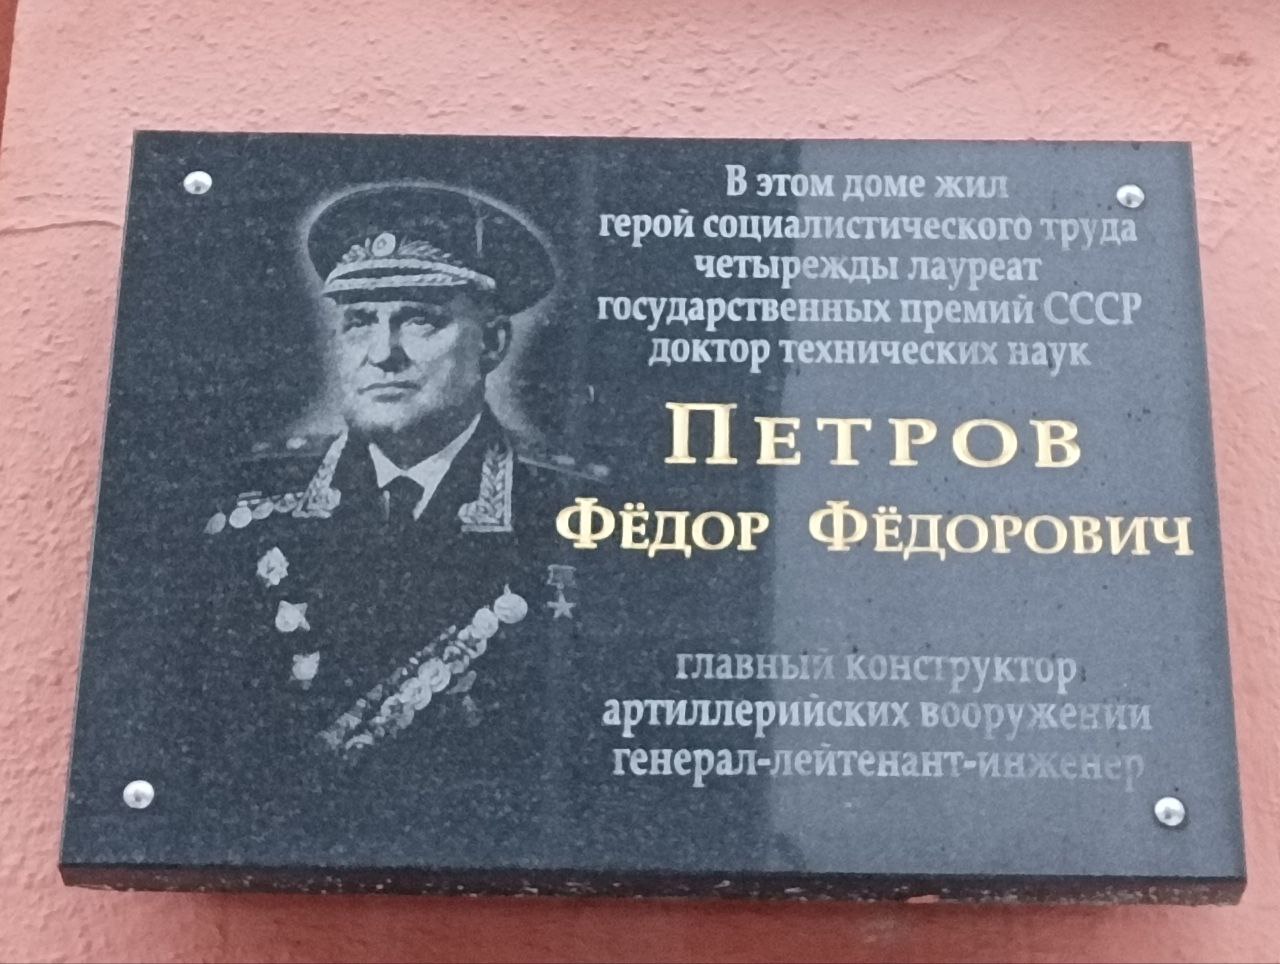 В этом доме жил
герой социалистического труда
четырежды лауреат
государственных премий СССР
доктор технических наук
ПЕТРОВ
ФЁДОР ФЁДОРОВИЧ
главный конструктор
артиллерийских вооружений
генерал-лейтенант-инженер